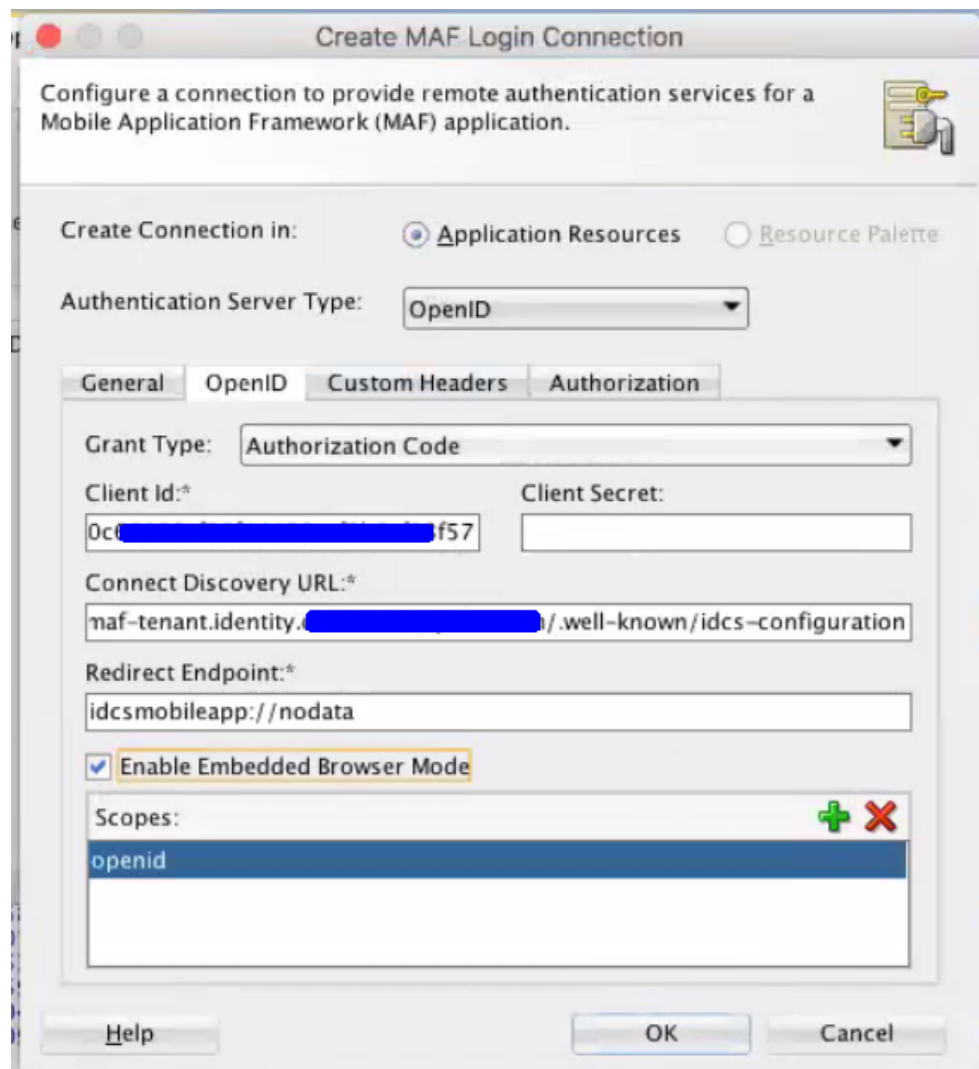 Create MAF Login Connection
Configure a connection to provide remote authentication services for a
Mobile Application Framework (MAF) application.
Create Connection in: Application Resources Resource Palette
Authentication Server Type: OpenID
General OpenID Custom Headers Authorization
Grant Type: Authorization Code
Client Id:* Client Secret:
f57
Connect Discovery URL:*
maf-tenant.identity. /.well-known/idcs-configuration
Redirect Endpoint:*
idcsmobileapp://nodata
Enable Embedded Browser Mode
Scopes:
openid
Help OK Cancel